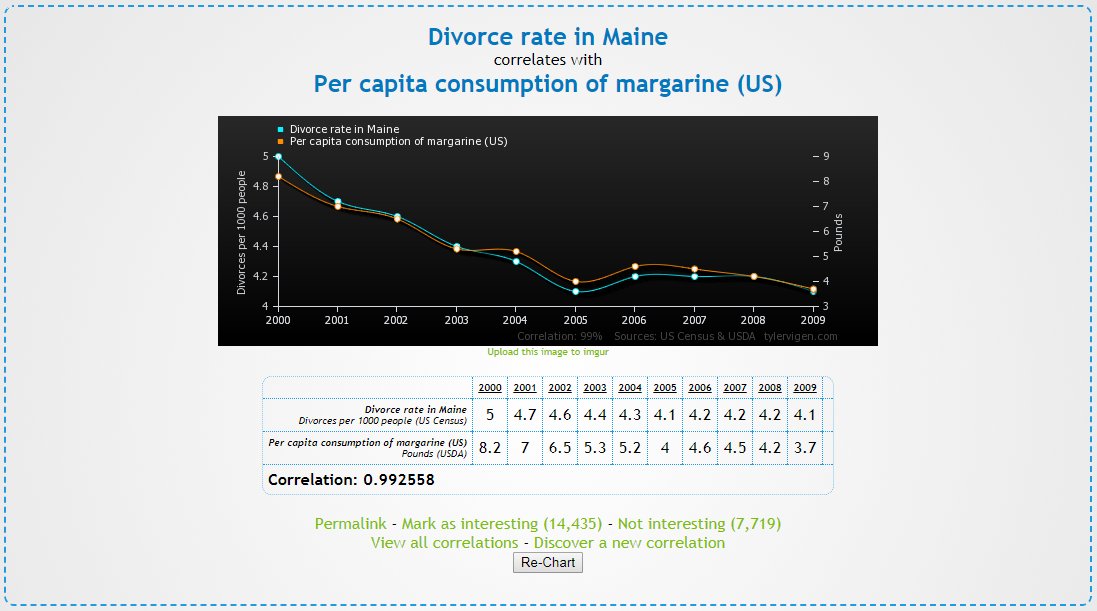 Divorce rate in Maine
correlates with
Per capita consumption of margarine (US)
Divorce rate in Maine
Per capita consumption of margarine (US)
5
4.8
4.6
4.4
4.2
4
Divorces per 1000 people
9
8
7
6
5
4
3
Pounds
2000 2001 2002 2003 2004 2005 2006 2007 2008 2009
Correlation: 99% Sources: US Census & USDA tylervigen.com
Upload this image to imgur
2000 2001 2002 2003 2004 2005 2006 2007 2008 2009
Divorce rate in Maine
Divorces per 1000 people (US Census)
5 4.7 4.6 4.4 4.3 4.1 4.2 4.2 4.2 4.1
Per capita consumption of margarine (US)
Pounds (USDA)
8.2 7 6.5 5.3 5.2 4 4.6 4.5 4.2 3.7
Correlation: 0.992558
Permalink - Mark as interesting (14,435) - Not interesting (7,719)
View all correlations - Discover a new correlation
Re-Chart